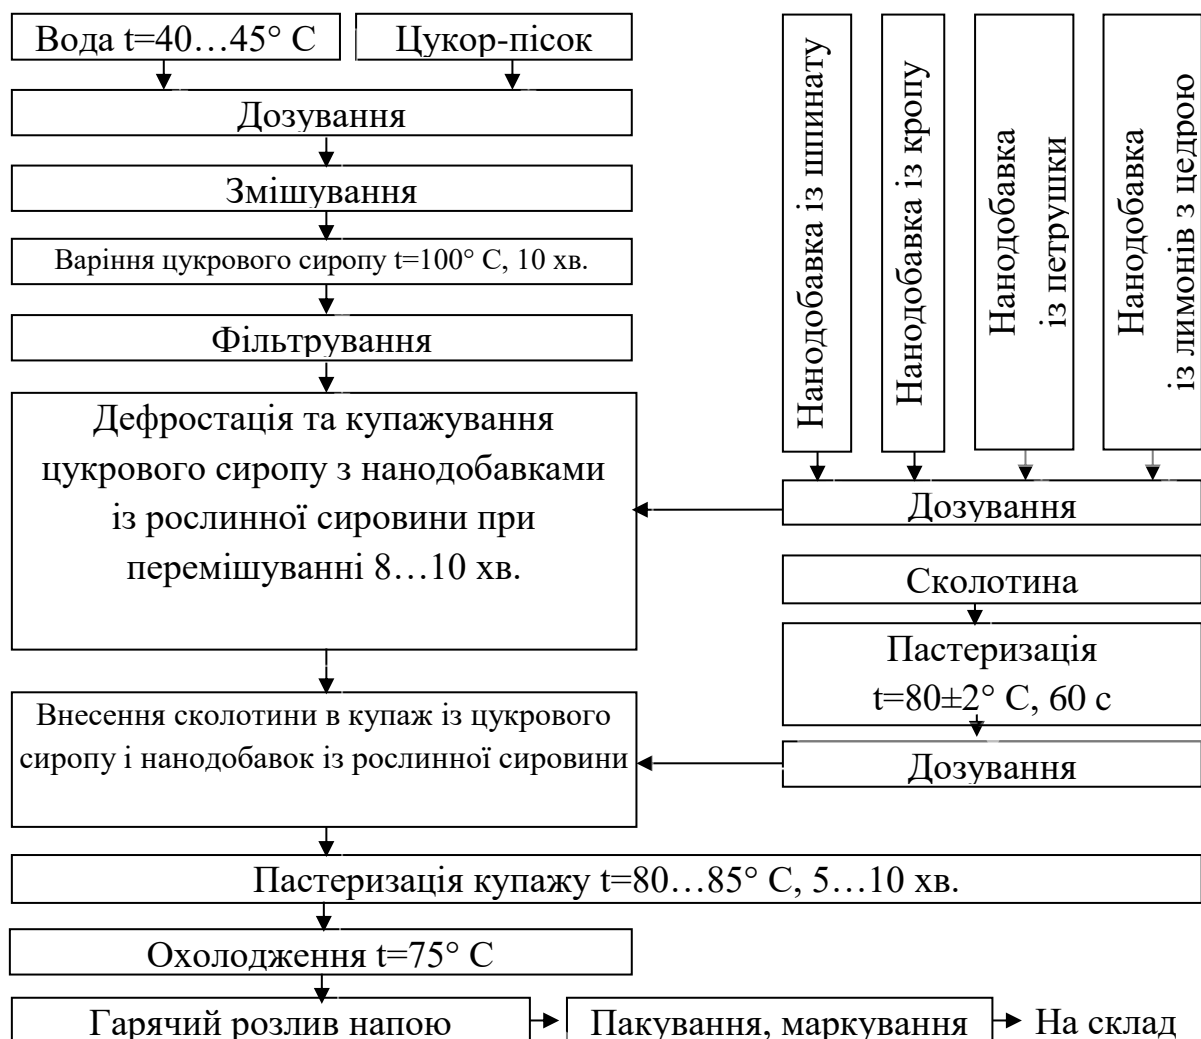 Вода t=40…45° С
Цукор-пісок
Дозування
Змішування
Варіння цукрового сиропу t=100° С, 10 хв.
Фільтрування
Дефростація та купажування
цукрового сиропу з нанодобавками
із рослинної сировини при
перемішуванні 8…10 хв.
Нанодобавка із шпинату
Нанодобавка із кропу
Нанодобавка
із петрушки
Нанодобавка
із лимонів з цедрою
Дозування
Сколотина
Пастеризація
t=80±2° С, 60 с
Дозування
Внесення сколотини в купаж із цукрового
сиропу і нанодобавок із рослинної сировини
Пастеризація купажу t=80…85° С, 5…10 хв.
Охолодження t=75° С
Гарячий розлив напою
Пакування, маркування
На склад